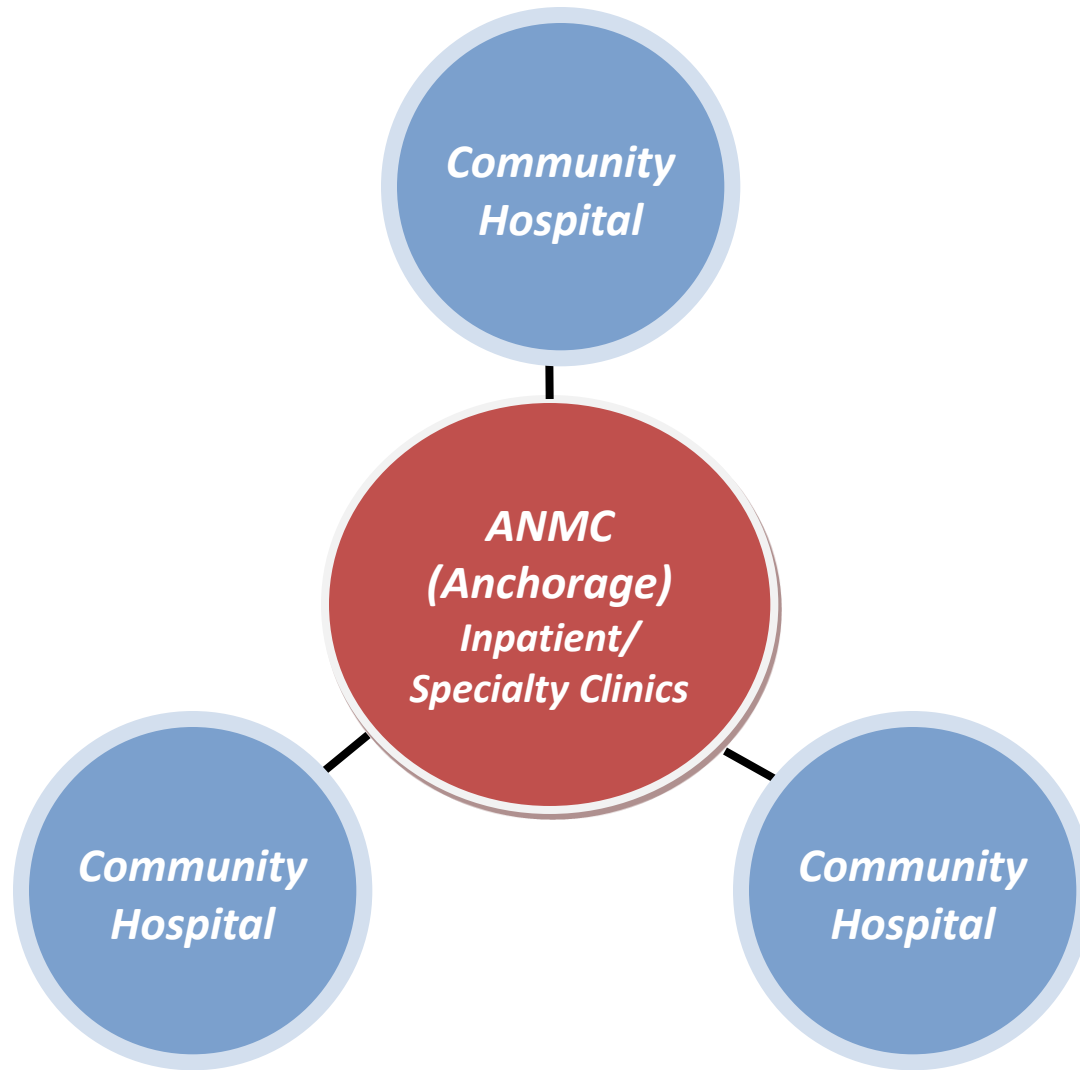 Community
Hospital
ANMC
(Anchorage)
Inpatient/
Specialty Clinics
Community
Hospital
Community
Hospital